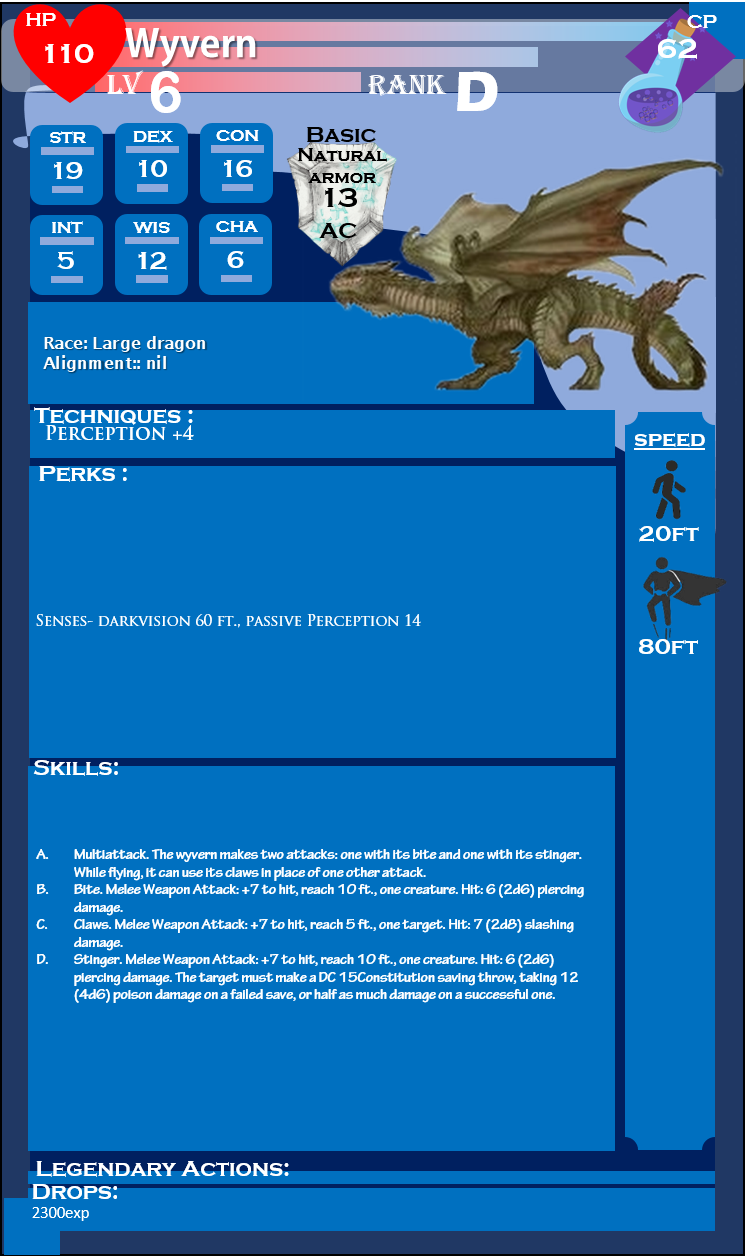 HP
110
Wyvern
CP
62
LV 6
RANK D
STR
19
DEX
10
CON
16
INT
5
WIS
12
CHA
6
Basic
Natural
armor
13
AC
Race: Large dragon
Alignment:: nil
Techniques :
Perception +4
Perks :
Senses- darkvision 60 ft., passive Perception 14
SPEED
20FT
80FT
Skills:
A. Multiattack. The wyvern makes two attacks: one with its bite and one with its stinger.
While flying, it can use its claws in place of one other attack.
B. Bite. Melee Weapon Attack: +7 to hit, reach 10 ft., one creature. Hit: 6 (2d6) piercing
damage.
C. Claws. Melee Weapon Attack: +7 to hit, reach 5 ft., one target. Hit: 7 (2d8) slashing
damage.
D. Stinger. Melee Weapon Attack: +7 to hit, reach 10 ft., one creature. Hit: 6 (2d6)
piercing damage. The target must make a DC 15Constitution saving throw, taking 12
(4d6) poison damage on a failed save, or half as much damage on a successful one.
Legendary Actions:
Drops:
2300exp